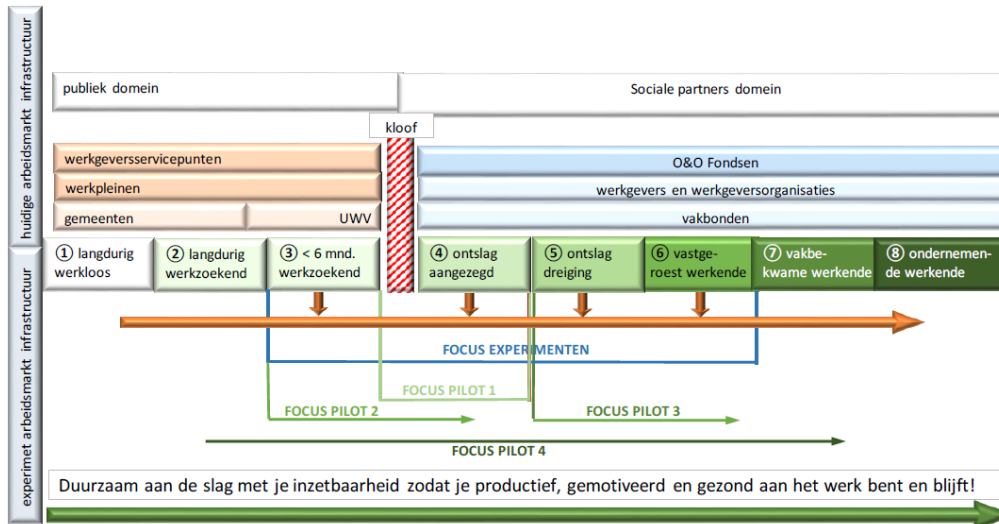 huidige arbeidsmarkt infrastructuur
publiek domein
Sociale partners domein
kloof
werkgeversservicepunten
O&O Fondsen
werkpleinen
werkgevers en werkgeversorganisaties
gemeenten
UWV
vakbonden
experimet arbeidsmarkt infrastructuur
① langdurig
werkloos
② langdurig
werkzoekend
③ < 6 mnd.
werkzoekend
④ ontslag
aangezegd
⑤ ontslag
dreiging
⑥ vastge-
roest werkende
⑦ vakbe-
kwame werkende
⑧ ondernemen-
de werkende
FOCUS EXPERIMENTEN
FOCUS PILOT 1
FOCUS PILOT 2
FOCUS PILOT 3
FOCUS PILOT 4
Duurzaam aan de slag met je inzetbaarheid zodat je productief, gemotiveerd en gezond aan het werk bent en blijft!